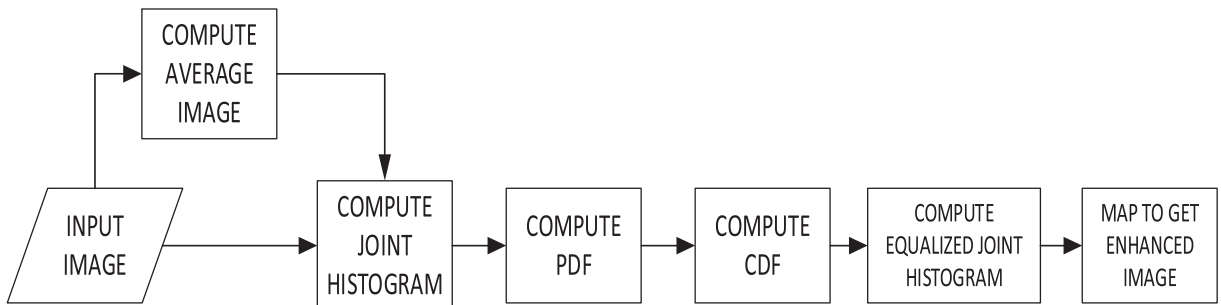 COMPUTE
AVERAGE
IMAGE
INPUT
IMAGE
COMPUTE
JOINT
HISTOGRAM
COMPUTE
PDF
COMPUTE
CDF
COMPUTE
EQUALIZED JOINT
HISTOGRAM
MAP TO GET
ENHANCED
IMAGE